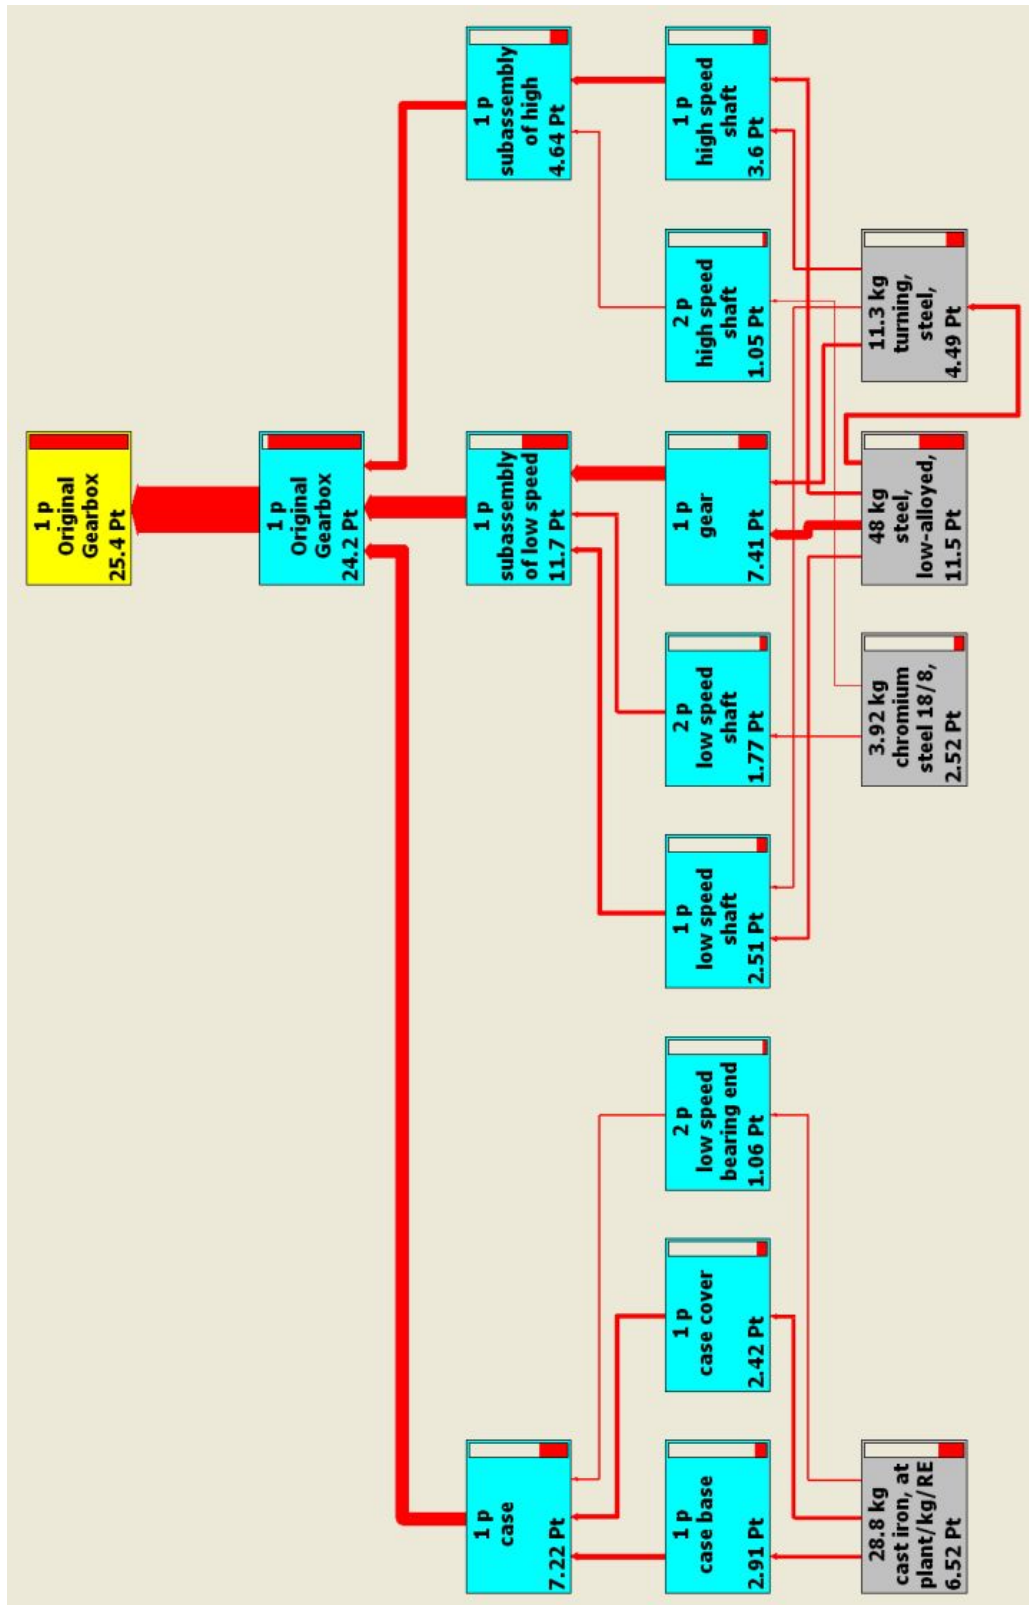 1 p
Original
Gearbox
25.4 Pt
1 p
Original
Gearbox
24.2 Pt
1 p
case
7.22 Pt
1 p
subassembly
of low speed
11.7 Pt
1 p
subassembly
of high
4.64 Pt
1 p
case base
2.91 Pt
1 p
case cover
2.42 Pt
2 p
low speed
bearing end
1.06 Pt
1 p
low speed
shaft
2.51 Pt
2 p
low speed
shaft
1.77 Pt
1 p
gear
7.41 Pt
2 p
high speed
shaft
1.05 Pt
1 p
high speed
shaft
3.6 Pt
28.8 kg
cast iron, at
plant/kg/RE
6.52 Pt
3.92 kg
chromium
steel 18/8,
2.52 Pt
48 kg
steel,
low-alloyed,
11.5 Pt
11.3 kg
turning,
steel,
4.49 Pt